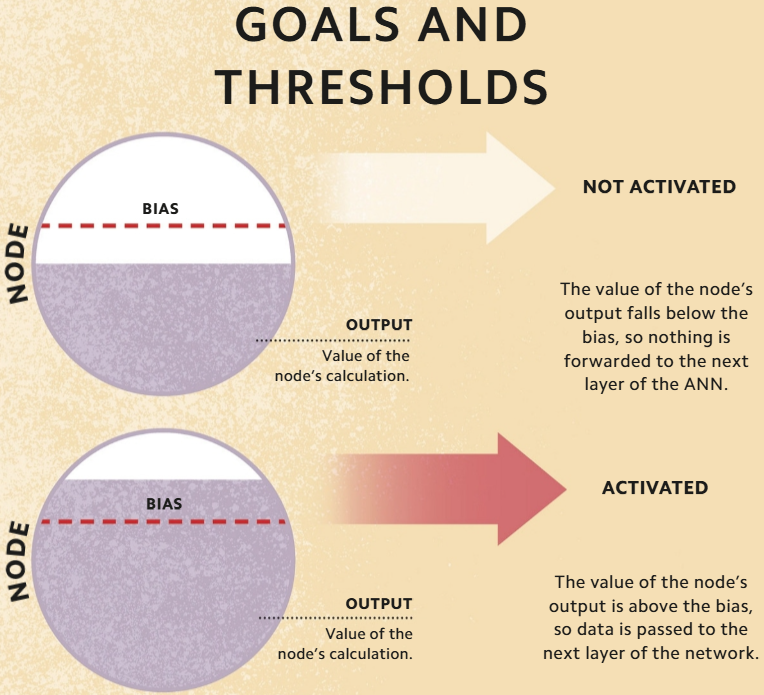 GOALS AND
THRESHOLDS
NODE
BIAS
OUTPUT
Value of the
node's calculation.
NOT ACTIVATED
The value of the node's
output falls below the
bias, so nothing is
forwarded to the next
layer of the ANN.
NODE
BIAS
OUTPUT
Value of the
node's calculation.
ACTIVATED
The value of the node's
output is above the bias,
so data is passed to the
next layer of the network.